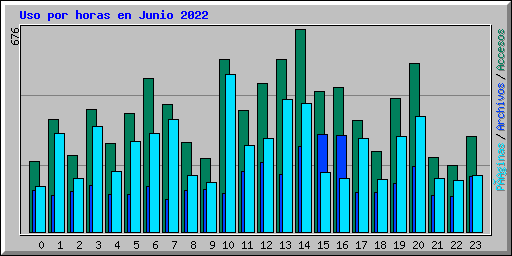 Uso por horas en Junio 2022
676
Páginas / Archivos / Accesos
0 1 2 3 4 5 6 7 8 9 10 11 12 13 14 15 16 17 18 19 20 21 22 23